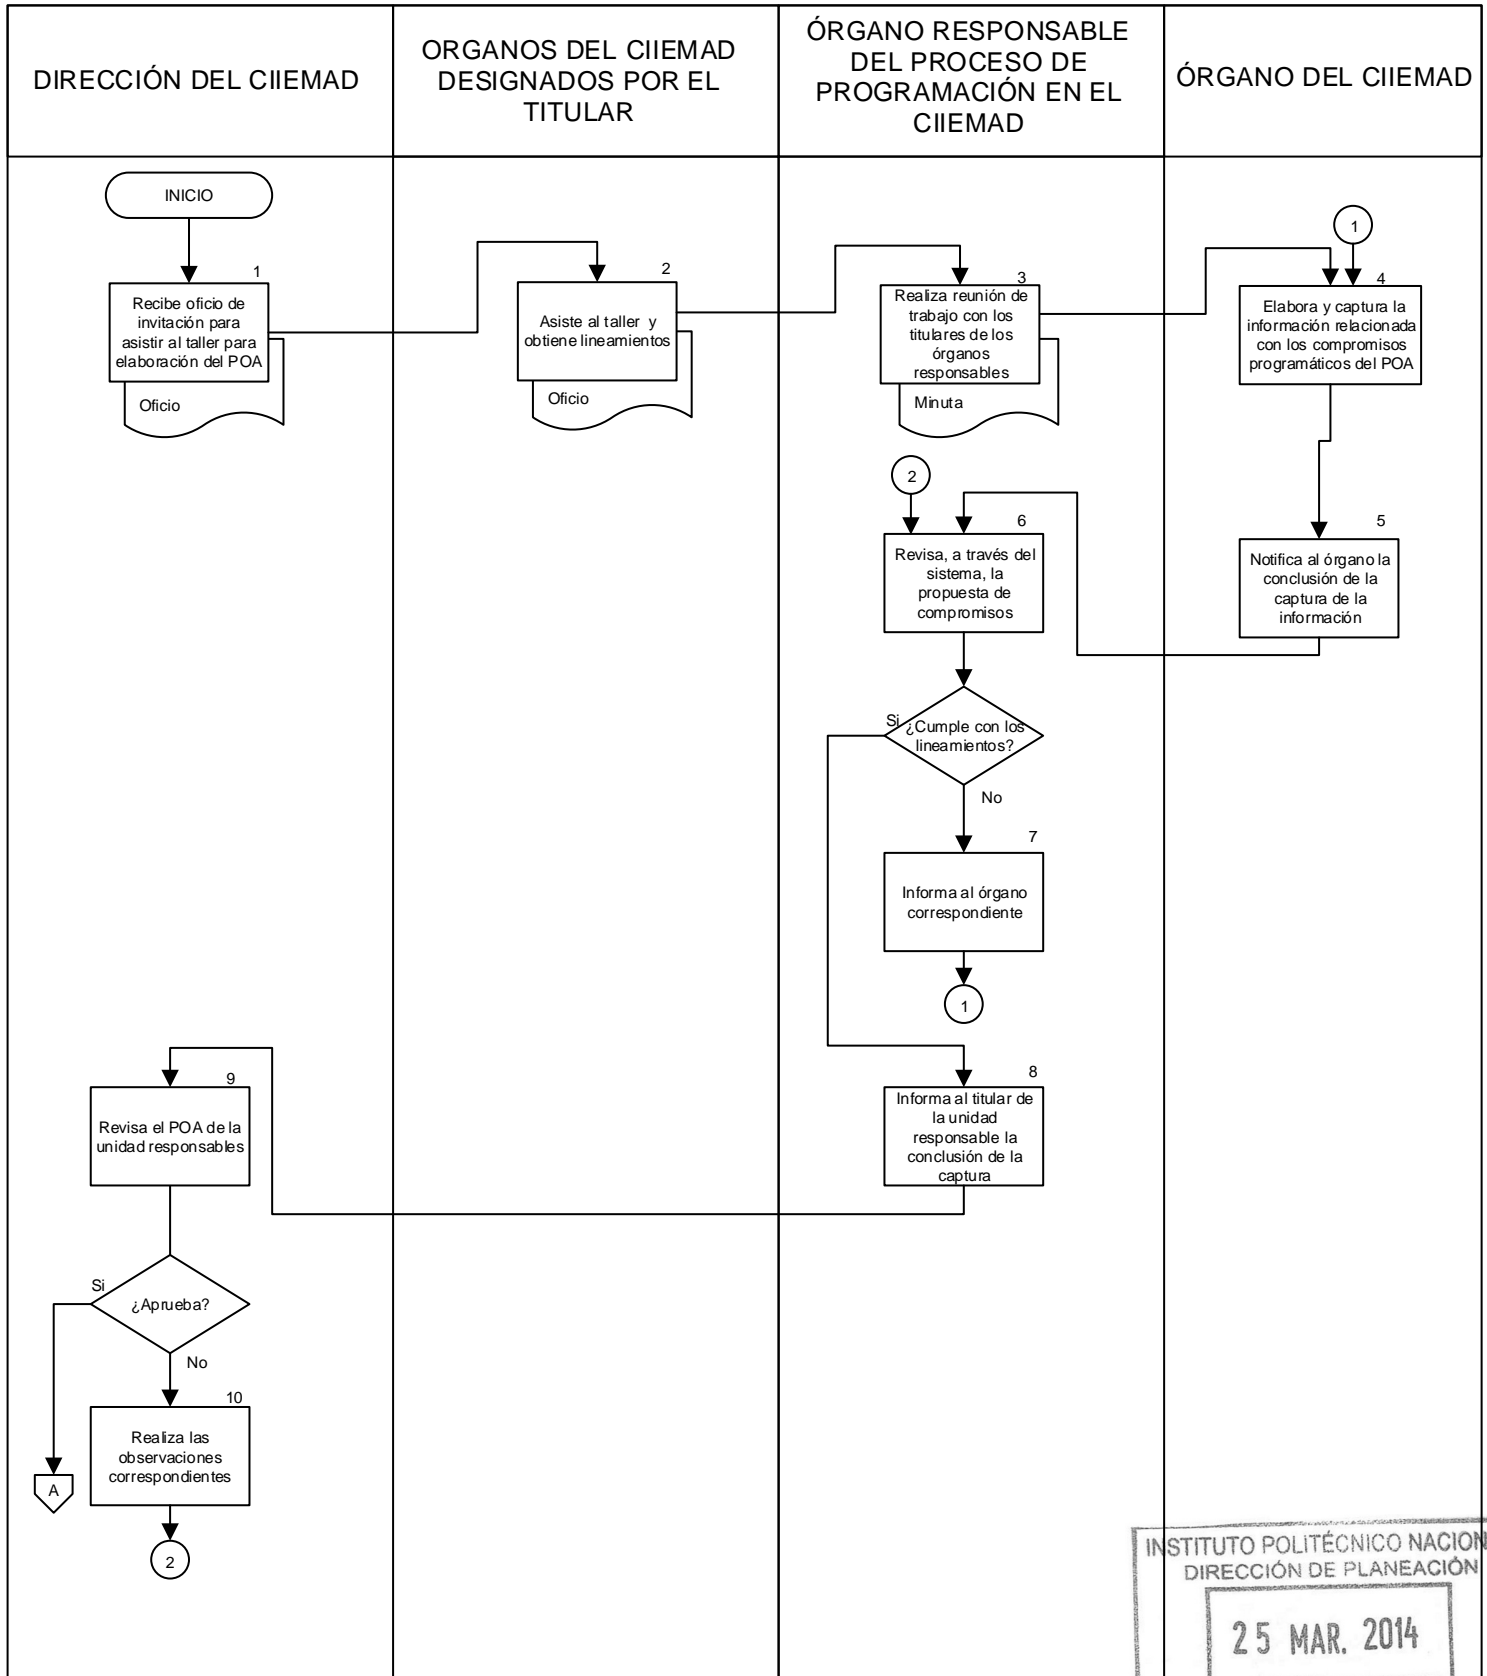 DIRECCIÓN DEL CIIEMAD
ORGANOS DEL CIIEMAD
DESIGNADOS POR EL
TITULAR
ÓRGANO RESPONSABLE
DEL PROCESO DE
PROGRAMACIÓN EN EL
CIIEMAD
ÓRGANO DEL CIIEMAD
INICIO
1
Recibe oficio de
invitación para
asistir al taller para
elaboración del POA
Oficio
2
Asiste al taller y
obtiene lineamientos
Oficio
3
Realiza reunión de
trabajo con los
titulares de los
órganos
responsables
Minuta
1
4
Elabora y captura la
información relacionada
con los compromisos
programáticos del POA
5
Notifica al órgano la
conclusión de la
captura de la
información
2
6
Revisa, a través del
sistema, la
propuesta de
compromisos
Si
¿Cumple con los
lineamientos?
No
7
Informa al órgano
correspondiente
1
8
Informa al titular de
la unidad
responsable la
conclusión de la
captura
9
Revisa el POA de la
unidad responsables
Si
¿Aprueba?
No
10
Realiza las
observaciones
correspondientes
A
2
INSTITUTO POLITÉCNICO NACION
DIRECCIÓN DE PLANEACIÓN
25 MAR. 2014